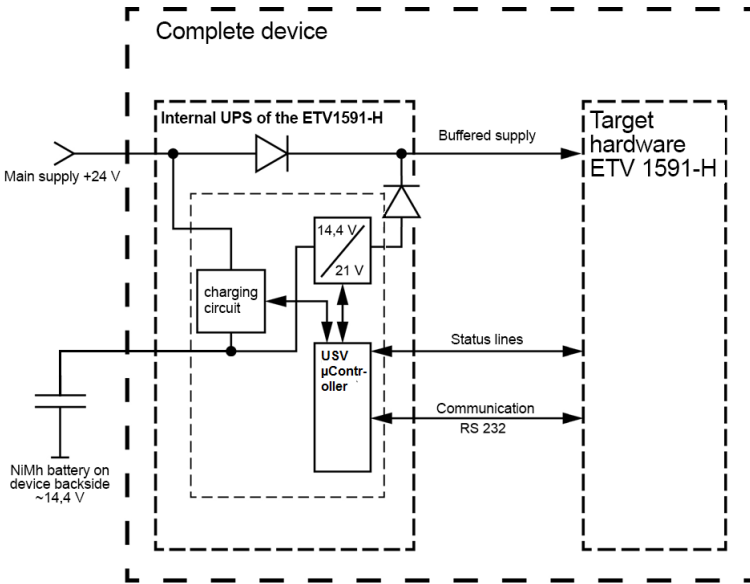 Complete device
Internal UPS of the ETV1591-H
Buffered supply
Target
hardware
ETV 1591-H
Main supply +24 V
14,4 V
21 V
charging
circuit
USV
µContr-
oller
Status lines
Communication
RS 232
NiMh battery on
device backside
~14,4 V